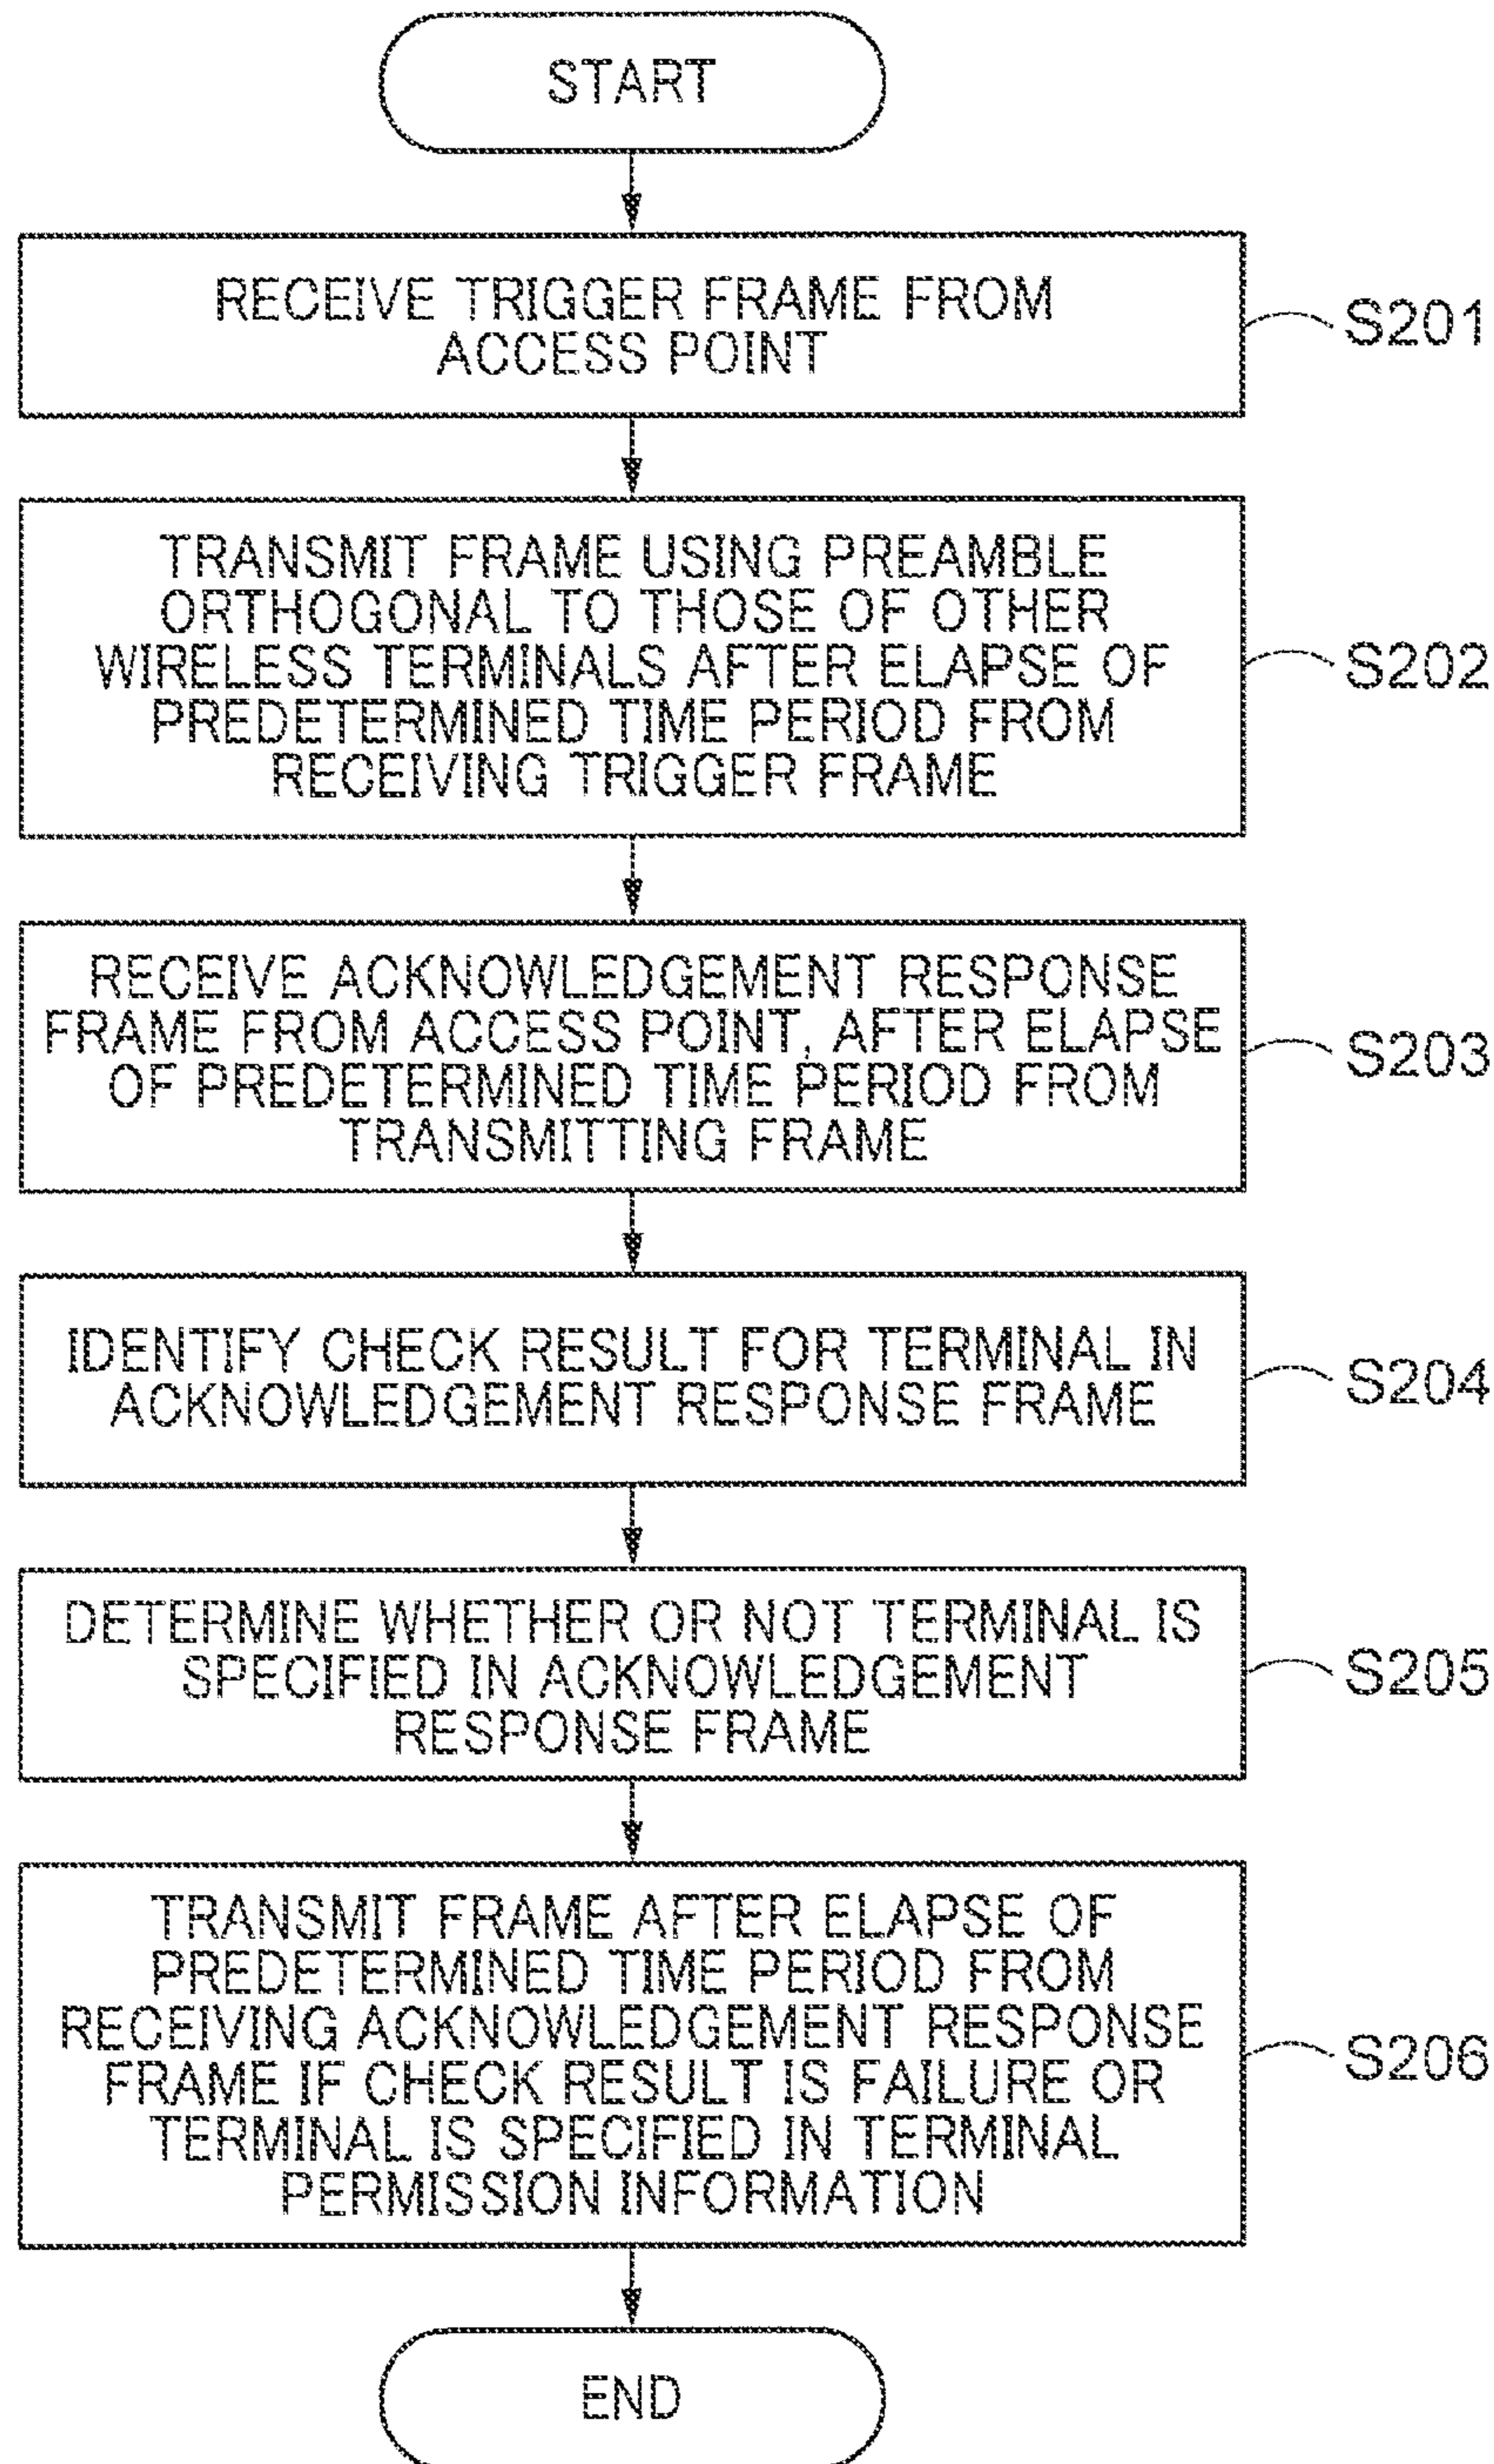 START
RECEIVE TRIGGER FRAME FROM
ACCESS POINT
S201
TRANSMIT FRAME USING PREAMBLE
ORTHOGONAL TO THOSE OF OTHER
WIRELESS TERMINALS AFTER ELAPSE OF
PREDETERMINED TIME PERIOD FROM
RECEIVING TRIGGER FRAME
S202
RECEIVE ACKNOWLEDGEMENT RESPONSE
FRAME FROM ACCESS POINT, AFTER ELAPSE
OF PREDETERMINED TIME PERIOD FROM
TRANSMITTING FRAME
S203
IDENTIFY CHECK RESULT FOR TERMINAL IN
ACKNOWLEDGEMENT RESPONSE FRAME
S204
DETERMINE WHETHER OR NOT TERMINAL IS
SPECIFIED IN ACKNOWLEDGEMENT
RESPONSE FRAME
S205
TRANSMIT FRAME AFTER ELAPSE OF
PREDETERMINED TIME PERIOD FROM
RECEIVING ACKNOWLEDGEMENT RESPONSE
FRAME IF CHECK RESULT IS FAILURE OR
TERMINAL IS SPECIFIED IN TERMINAL
PERMISSION INFORMATION
S206
END